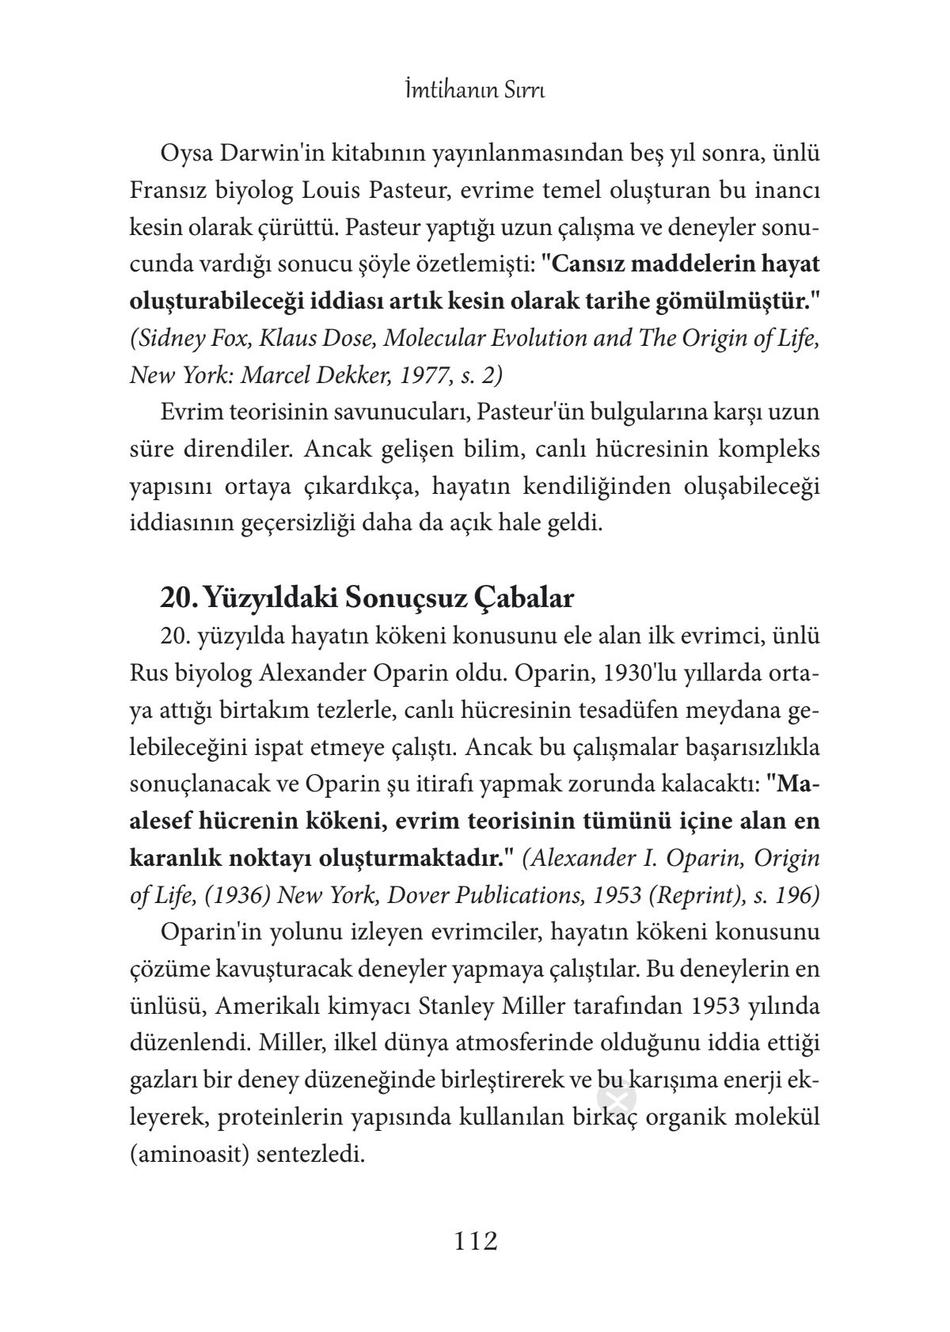 İmtihanın Sırrı
Oysa Darwin'in kitabının yayınlanmasından beş yıl sonra, ünlü
Fransız biyolog Louis Pasteur, evrime temel oluşturan bu inancı
kesin olarak çürüttü. Pasteur yaptığı uzun çalışma ve deneyler sonu-
cunda vardığı sonucu şöyle özetlemişti: "Cansız maddelerin hayat
oluşturabileceği iddiası artık kesin olarak tarihe gömülmüştür."
(Sidney Fox, Klaus Dose, Molecular Evolution and The Origin of Life,
New York: Marcel Dekker, 1977, s. 2)
Evrim teorisinin savunucuları, Pasteur'ün bulgularına karşı uzun
süre direndiler. Ancak gelişen bilim, canlı hücresinin kompleks
yapısını ortaya çıkardıkça, hayatın kendiliğinden oluşabileceği
iddiasının geçersizliği daha da açık hale geldi.
20. Yüzyıldaki Sonuçsuz Çabalar
20. yüzyılda hayatın kökeni konusunu ele alan ilk evrimci, ünlü
Rus biyolog Alexander Oparin oldu. Oparin, 1930'lu yıllarda orta-
ya attığı birtakım tezlerle, canlı hücresinin tesadüfen meydana ge-
lebileceğini ispat etmeye çalıştı. Ancak bu çalışmalar başarısızlıkla
sonuçlanacak ve Oparin şu itirafı yapmak zorunda kalacaktı: "Ma-
alesef hücrenin kökeni, evrim teorisinin tümünü içine alan en
karanlık noktayı oluşturmaktadır." (Alexander I. Oparin, Origin
of Life, (1936) New York, Dover Publications, 1953 (Reprint), s. 196)
Oparin'in yolunu izleyen evrimciler, hayatın kökeni konusunu
çözüme kavuşturacak deneyler yapmaya çalıştılar. Bu deneylerin en
ünlüsü, Amerikalı kimyacı Stanley Miller tarafından 1953 yılında
düzenlendi. Miller, ilkel dünya atmosferinde olduğunu iddia ettiği
gazları bir deney düzeneğinde birleştirerek ve bu karışıma enerji ek-
leyerek, proteinlerin yapısında kullanılan birkaç organik molekül
(aminoasit) sentezledi.
112